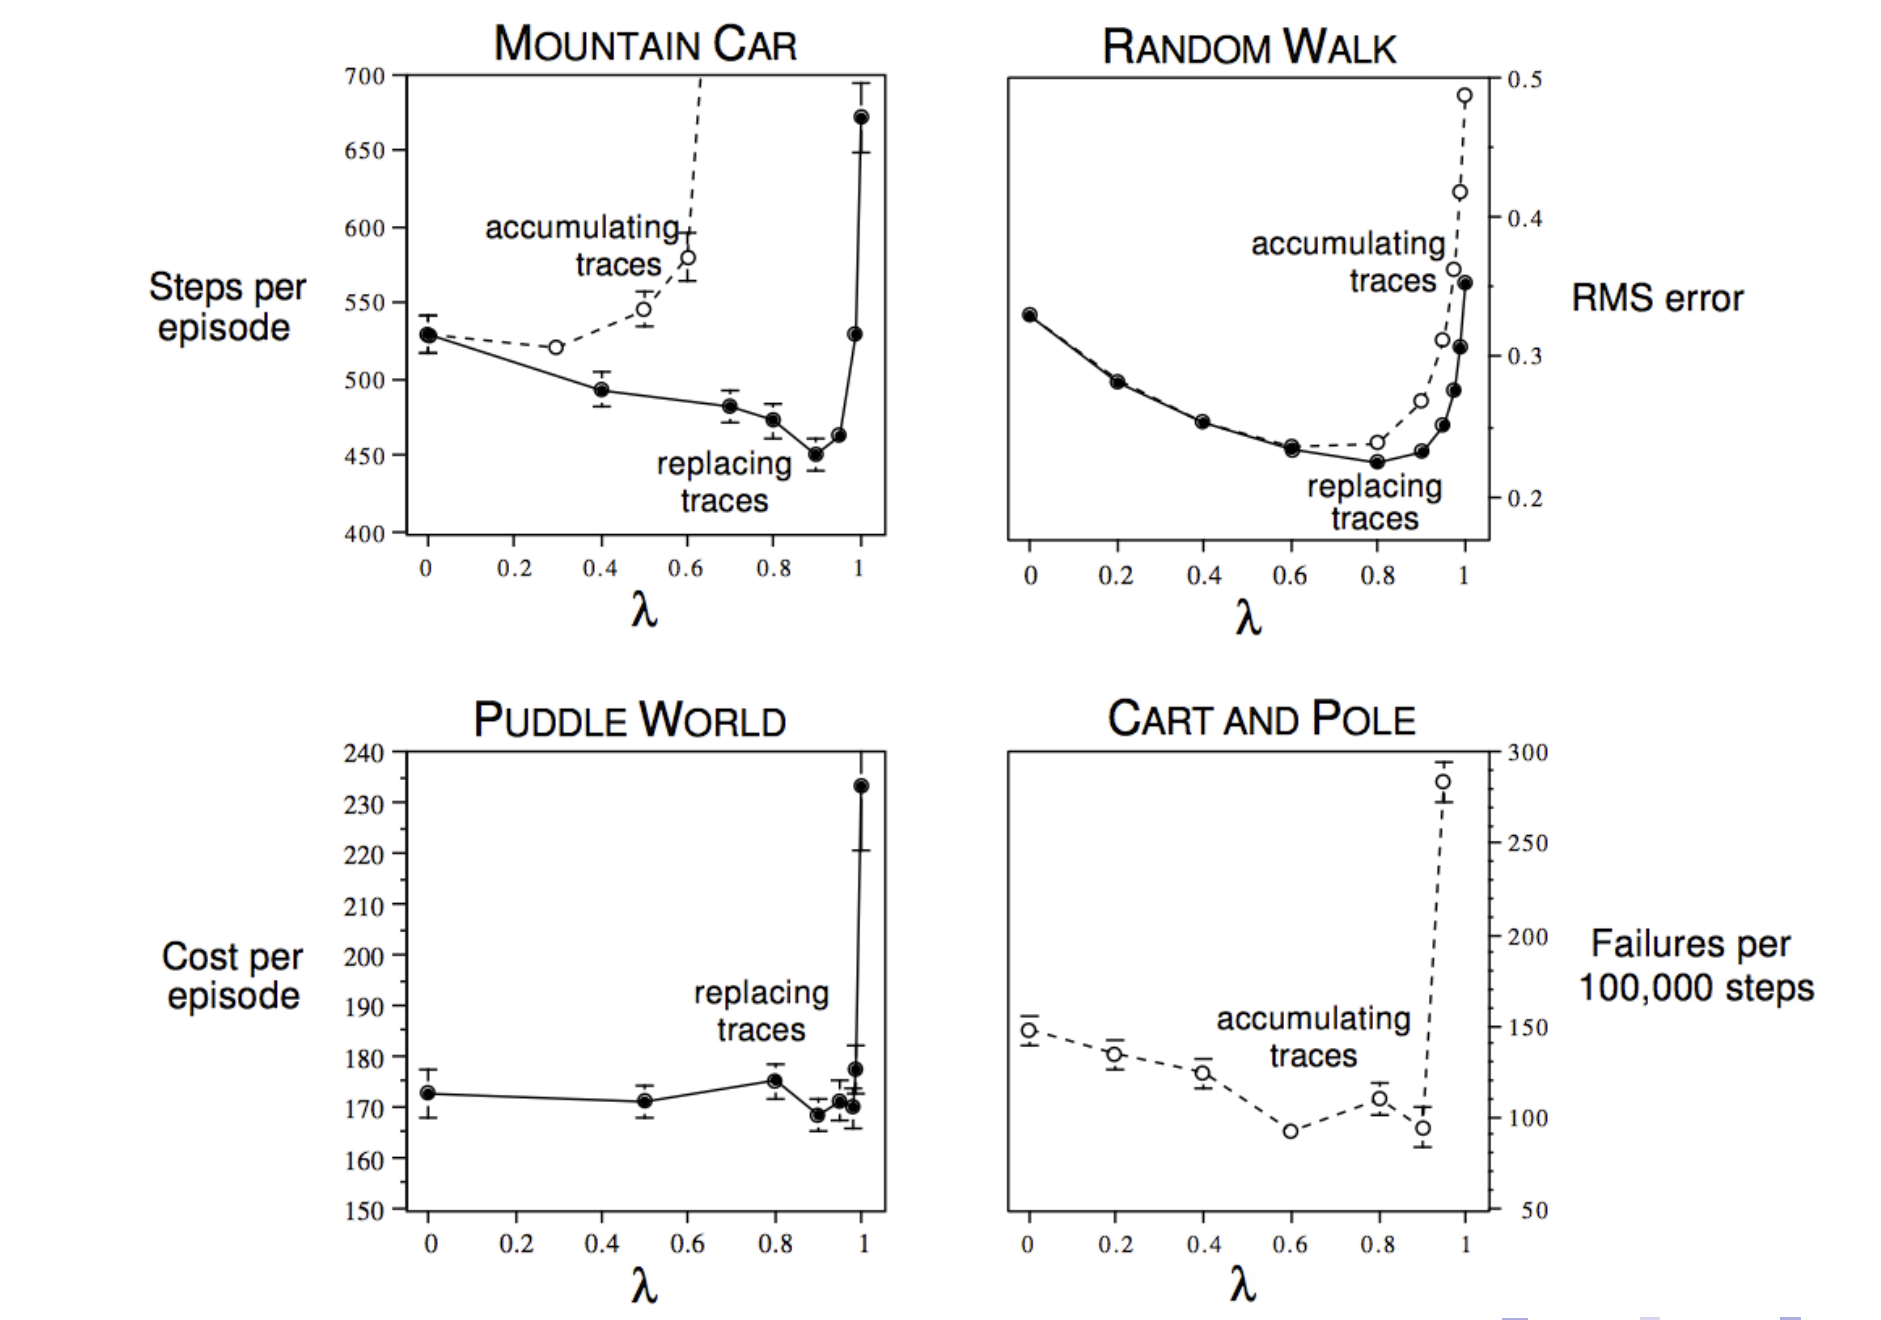 MOUNTAIN CAR
700
650
600
550
500
450
400
Steps per
episode
accumulating
traces
replacing
traces
0 0.2 0.4 0.6 0.8 1
λ
RANDOM WALK
0.5
0.4
0.3
0.2
RMS error
accumulating
traces
replacing
traces
0 0.2 0.4 0.6 0.8 1
λ
PUDDLE WORLD
240
230
220
210
200
190
180
170
160
150
Cost per
episode
replacing
traces
0 0.2 0.4 0.6 0.8 1
λ
CART AND POLE
300
250
200
150
100
50
Failures per
100,000 steps
accumulating
traces
0 0.2 0.4 0.6 0.8 1
λ